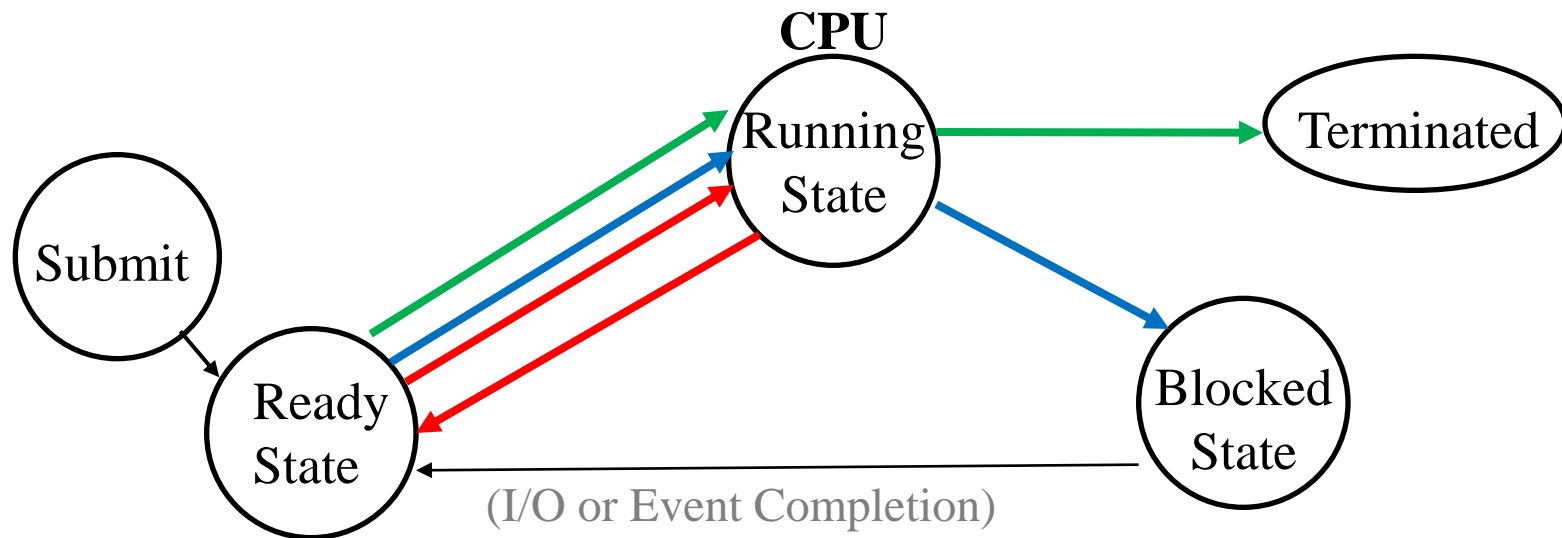 CPU
Running
State
Terminated
Submit
Ready
State
Blocked
State
(I/O or Event Completion)